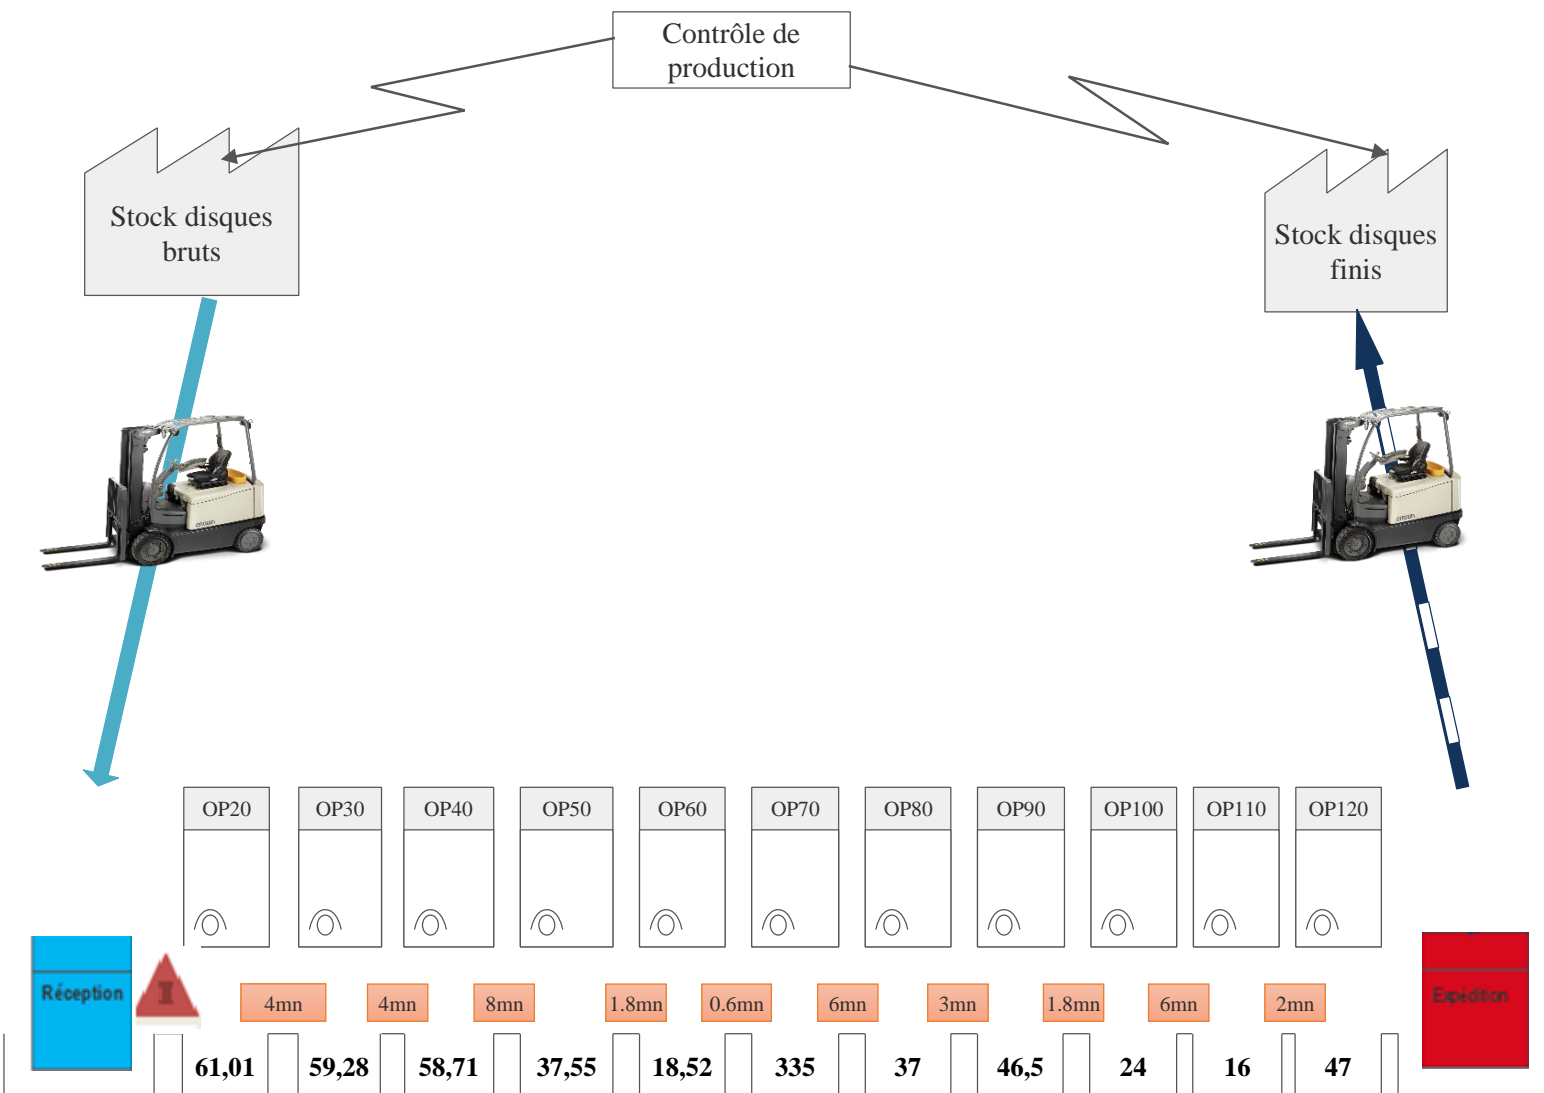 Contrôle de
production
Stock disques
bruts
Stock disques
finis
OP20 OP30 OP40 OP50 OP60 OP70 OP80 OP90 OP100 OP110 OP120
Réception I Expédition
4mn 4mn 8mn 1.8mn 0.6mn 6mn 3mn 1.8mn 6mn 2mn
61,01 59,28 58,71 37,55 18,52 335 37 46,5 24 16 47